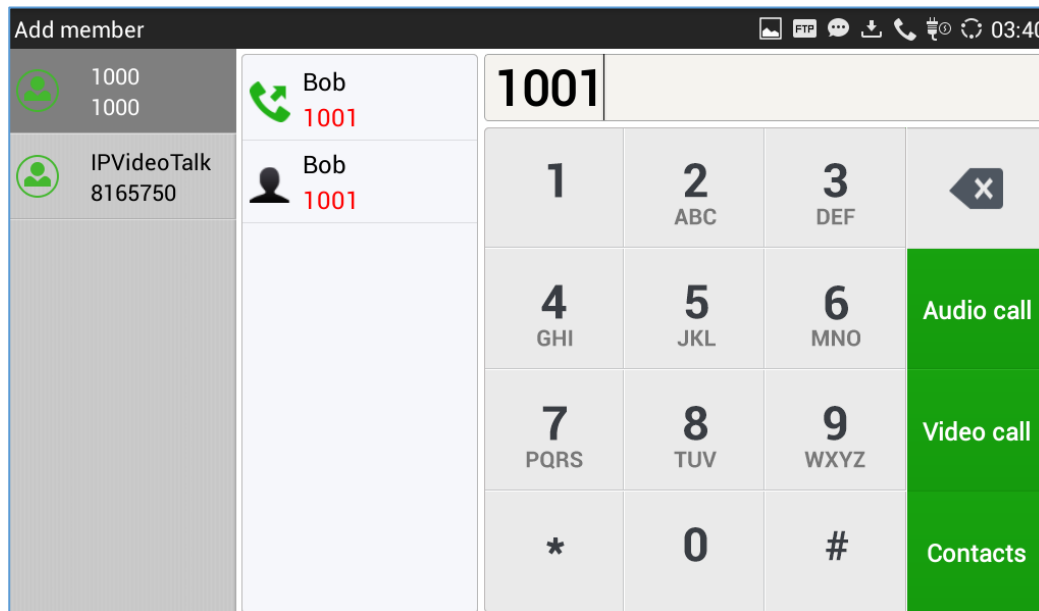 Add member
FTP
03:40
1000
1000
IPVideoTalk
8165750
Bob
1001
Bob
1001
1001
1
2
ABC
3
DEF
4
GHI
5
JKL
6
MNO
Audio call
7
PQRS
8
TUV
9
WXYZ
Video call
*
0
#
Contacts